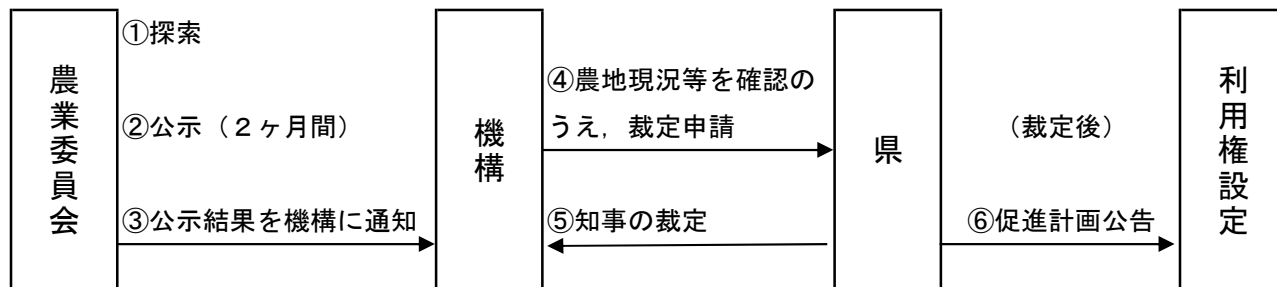 農業委員会
①探索
②公示（２ヶ月間）
③公示結果を機構に通知
機構
④農地現況等を確認の
うえ，裁定申請
⑤知事の裁定
県
（裁定後）
⑥促進計画公告
利用権設定